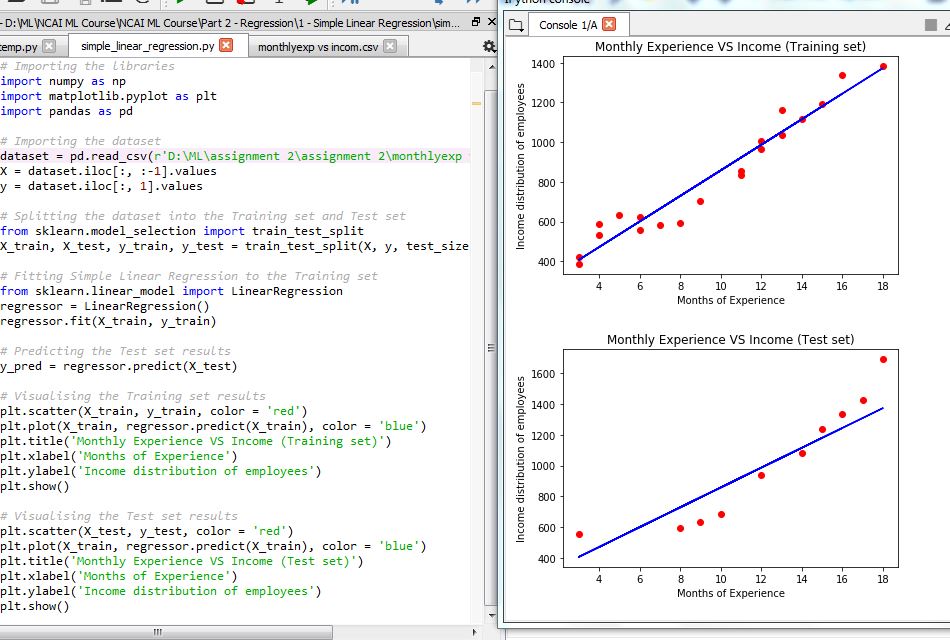 - D:\ML\NCAI ML Course\NCAI ML Course\Part 2 - Regression\1 - Simple Linear Regression\sim...
temp.py
simple_linear_regression.py
monthlyexp vs incom.csv
# Importing the libraries
import numpy as np
import matplotlib.pyplot as plt
import pandas as pd
# Importing the dataset
dataset = pd.read_csv(r'D:\ML\assignment 2\assignment 2\monthlyexp
X = dataset.iloc[:, :-1].values
y = dataset.iloc[:, 1].values
# Splitting the dataset into the Training set and Test set
from sklearn.model_selection import train_test_split
X_train, X_test, y_train, y_test = train_test_split(X, y, test_size
# Fitting Simple Linear Regression to the Training set
from sklearn.linear_model import LinearRegression
regressor = LinearRegression()
regressor.fit(X_train, y_train)
# Predicting the Test set results
y_pred = regressor.predict(X_test)
# Visualising the Training set results
plt.scatter(X_train, y_train, color = 'red')
plt.plot(X_train, regressor.predict(X_train), color = 'blue')
plt.title('Monthly Experience VS Income (Training set)')
plt.xlabel('Months of Experience')
plt.ylabel('Income distribution of employees')
plt.show()
# Visualising the Test set results
plt.scatter(X_test, y_test, color = 'red')
plt.plot(X_train, regressor.predict(X_train), color = 'blue')
plt.title('Monthly Experience VS Income (Test set)')
plt.xlabel('Months of Experience')
plt.ylabel('Income distribution of employees')
plt.show()
IPython console
Console 1/A
Monthly Experience VS Income (Training set)
Income distribution of employees
1400
1200
1000
800
600
400
4 6 8 10 12 14 16 18
Months of Experience
Monthly Experience VS Income (Test set)
Income distribution of employees
1600
1400
1200
1000
800
600
400
4 6 8 10 12 14 16 18
Months of Experience